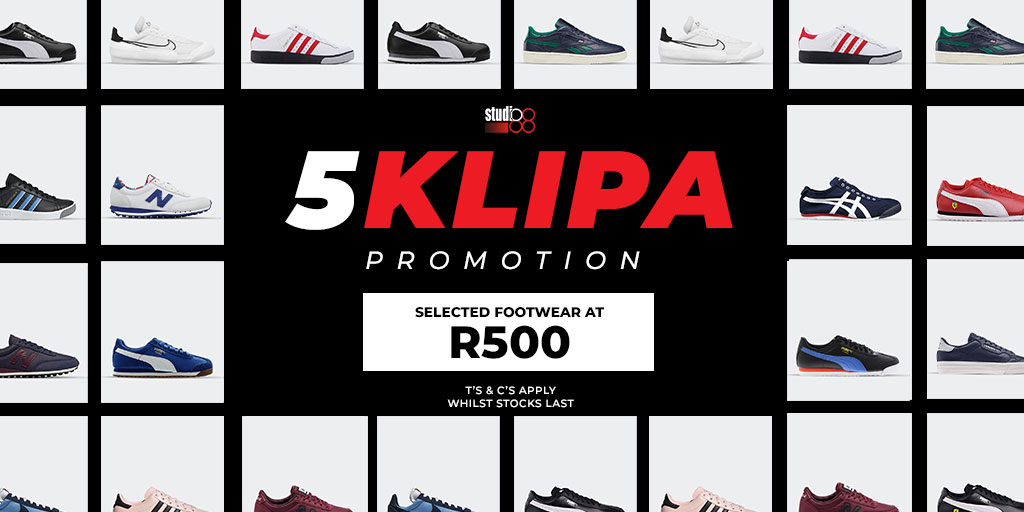 studio88
5KLIPA
PROMOTION
SELECTED FOOTWEAR AT
R500
T'S & C'S APPLY
WHILST STOCKS LAST
N